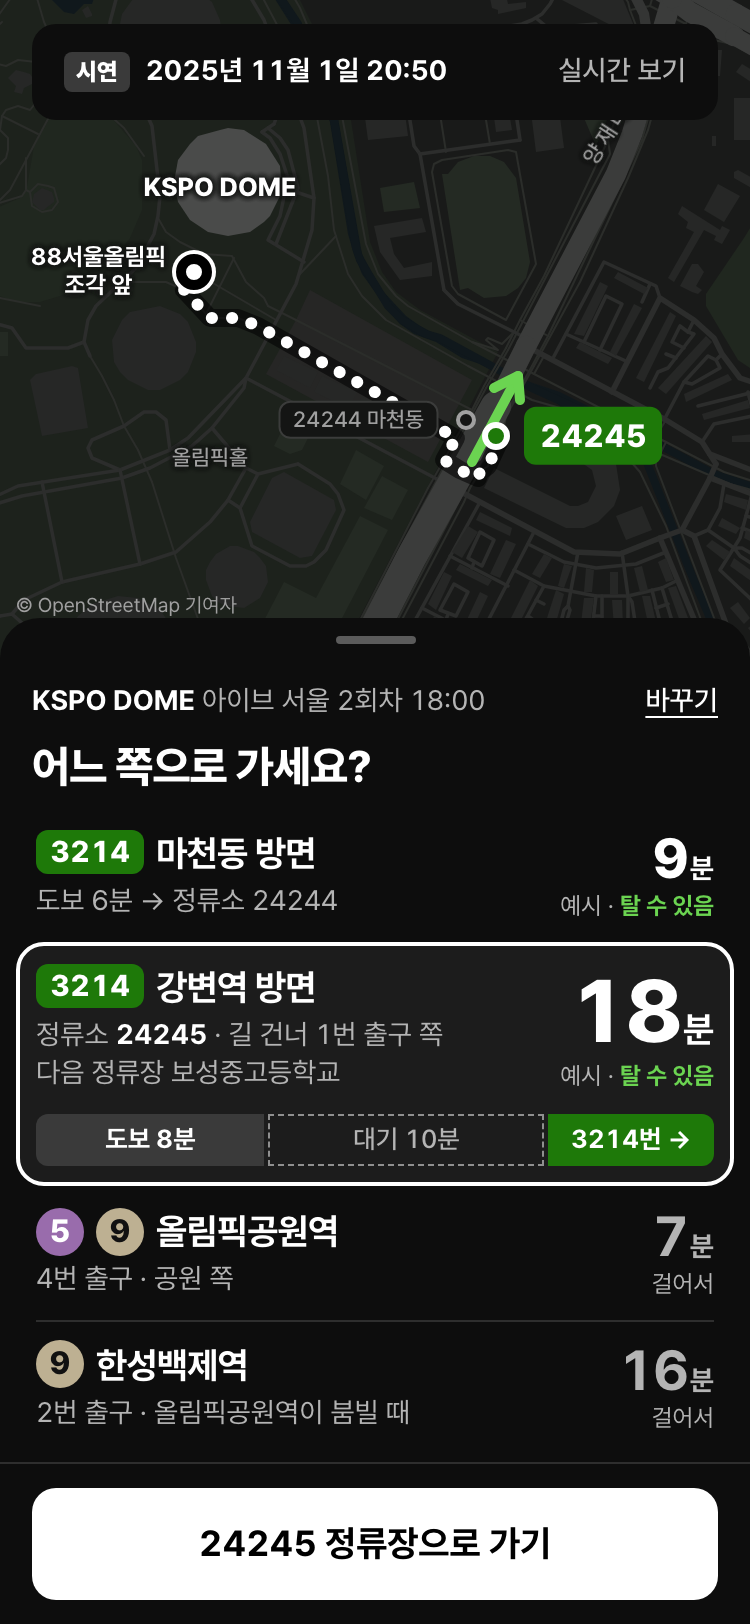 시연 2025년 11월 1일 20:50 실시간 보기
KSPO DOME
88서울올림픽
조각 앞
24244 마천동
24245
올림픽홀
© OpenStreetMap 기여자
KSPO DOME 아이브 서울 2회차 18:00 바꾸기
어느 쪽으로 가세요?
3214 마천동 방면 9분
도보 6분 → 정류소 24244 예시 · 탈 수 있음
3214 강변역 방면 18분
정류소 24245 · 길 건너 1번 출구 쪽
다음 정류장 보성중고등학교 예시 · 탈 수 있음
도보 8분 대기 10분 3214번 →
5 9 올림픽공원역 7분
4번 출구 · 공원 쪽 걸어서
9 한성백제역 16분
2번 출구 · 올림픽공원역이 붐빌 때 걸어서
24245 정류장으로 가기